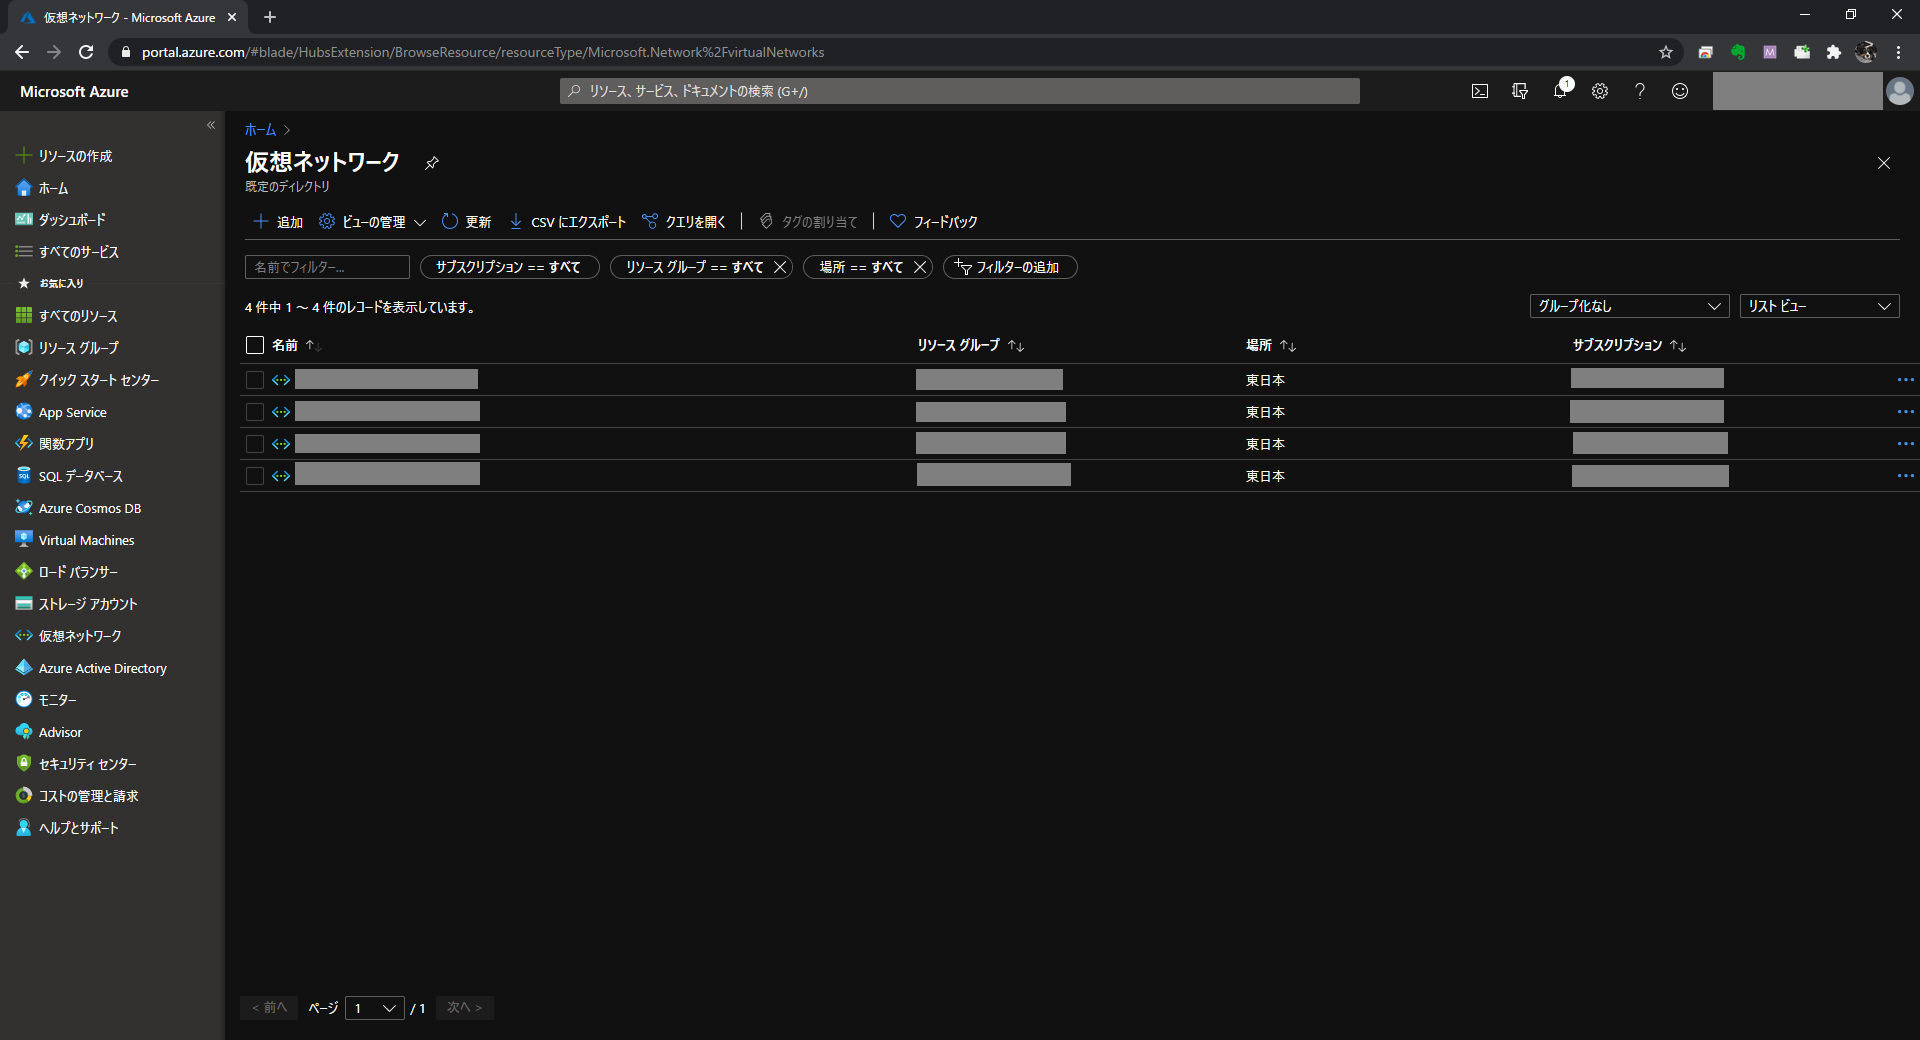 仮想ネットワーク - Microsoft Azure
portal.azure.com/#blade/HubsExtension/BrowseResource/resourceType/Microsoft.Network%2FvirtualNetworks
Microsoft Azure
リソース、サービス、ドキュメントの検索 (G+/)
1
リソースの作成
ホーム
ダッシュボード
すべてのサービス
お気に入り
すべてのリソース
リソース グループ
クイック スタート センター
App Service
関数アプリ
SQL データベース
Azure Cosmos DB
Virtual Machines
ロード バランサー
ストレージ アカウント
仮想ネットワーク
Azure Active Directory
モニター
Advisor
セキュリティ センター
コストの管理と請求
ヘルプとサポート
ホーム
仮想ネットワーク
既定のディレクトリ
追加 ビューの管理 更新 CSV にエクスポート クエリを開く タグの割り当て フィードバック
名前でフィルター... サブスクリプション == すべて リソース グループ == すべて 場所 == すべて フィルターの追加
4 件中 1 ～ 4 件のレコードを表示しています。 グループ化なし リスト ビュー
名前 ↑↓ リソース グループ ↑↓ 場所 ↑↓ サブスクリプション ↑↓
東日本
東日本
東日本
東日本
< 前へ ページ 1 / 1 次へ >